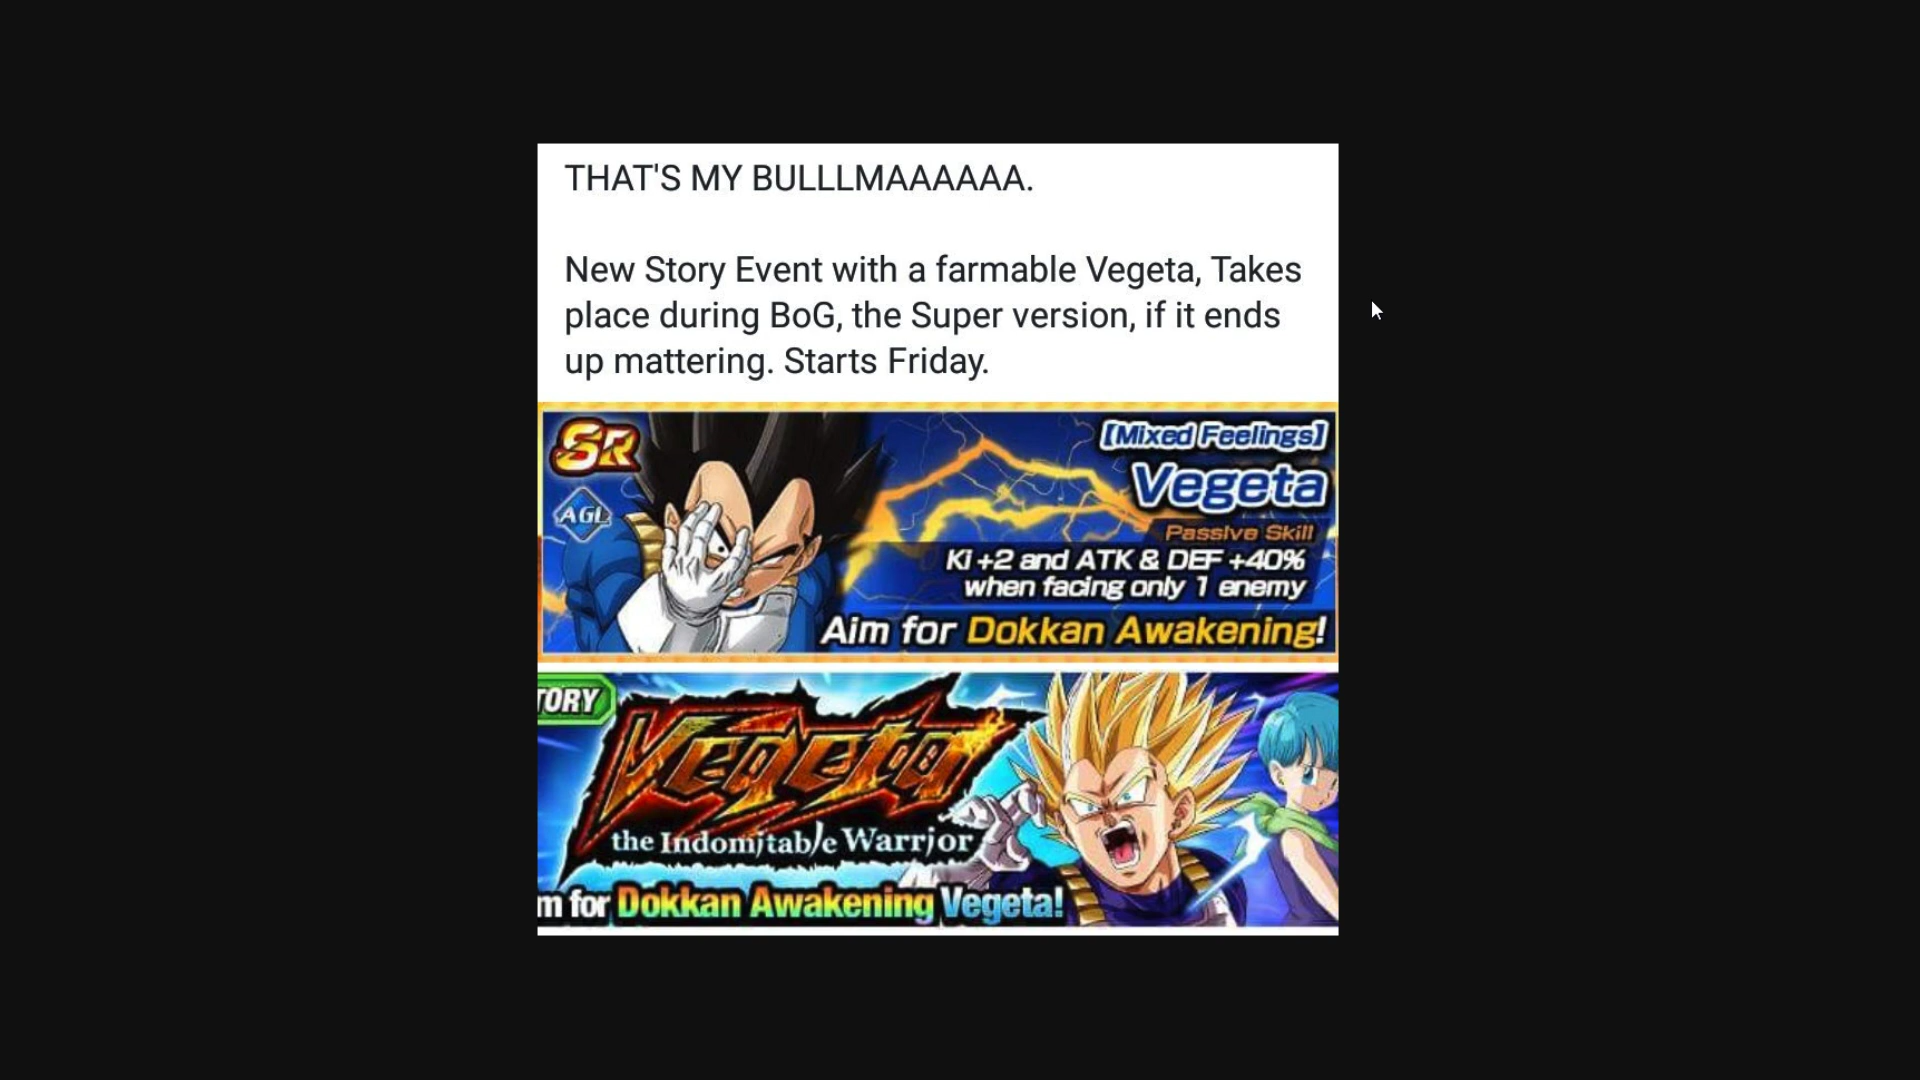 THAT'S MY BULLLMAAAAAA.
New Story Event with a farmable Vegeta, Takes
place during BoG, the Super version, if it ends
up mattering. Starts Friday.
SR
[Mixed Feelings]
Vegeta
AGL
Passive Skill
Ki +2 and ATK & DEF +40%
when facing only 1 enemy
Aim for Dokkan Awakening!
TORY
Vegeta
the Indomitable Warrior
m for Dokkan Awakening Vegeta!